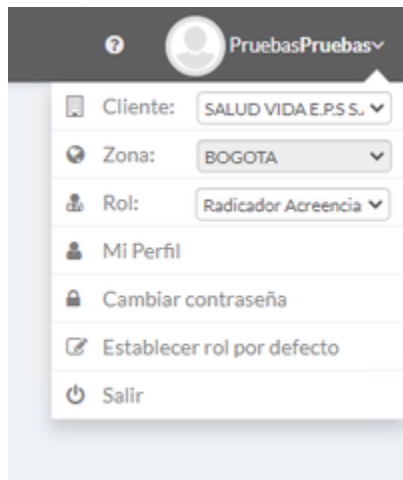 PruebasPruebas
Cliente: SALUD VIDA E.P.S S.
Zona: BOGOTA
Rol: Radicador Acreencia
Mi Perfil
Cambiar contraseña
Establecer rol por defecto
Salir